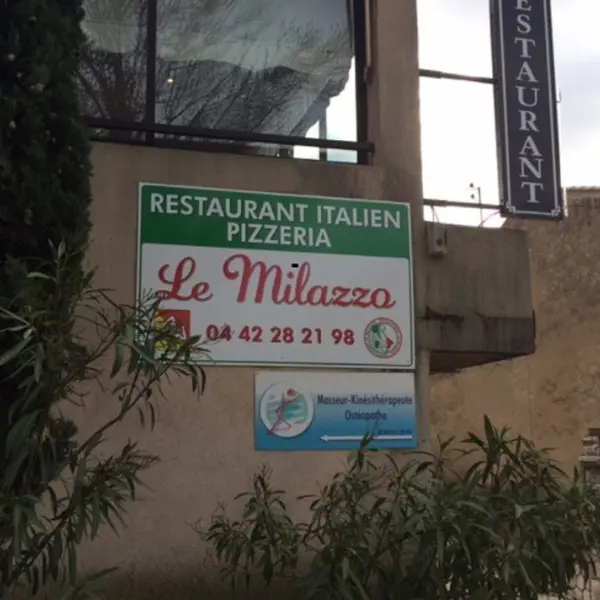 RESTAURANT
RESTAURANT ITALIEN
PIZZERIA
Le Milazzo
04 42 28 21 98
Masseur-Kinésithérapeute
Ostéopathe